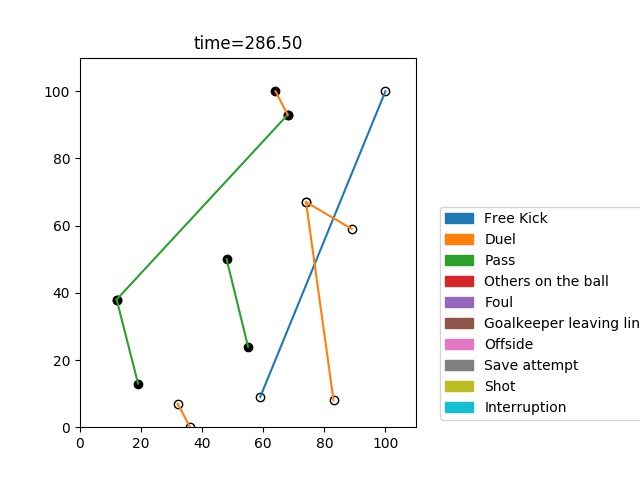 time=286.50
100
80
60
40
20
0
0 20 40 60 80 100
Free Kick
Duel
Pass
Others on the ball
Foul
Goalkeeper leaving lin
Offside
Save attempt
Shot
Interruption